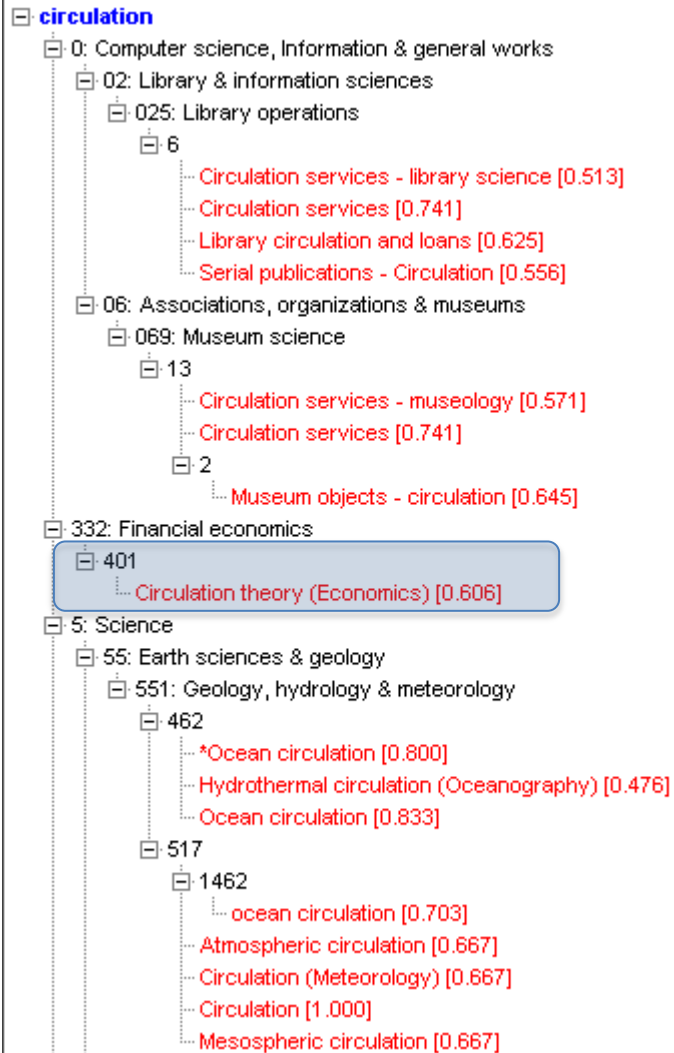 circulation
0: Computer science, Information & general works
02: Library & information sciences
025: Library operations
6
Circulation services - library science [0.513]
Circulation services [0.741]
Library circulation and loans [0.625]
Serial publications - Circulation [0.556]
06: Associations, organizations & museums
069: Museum science
13
Circulation services - museology [0.571]
Circulation services [0.741]
2
Museum objects - circulation [0.645]
332: Financial economics
401
Circulation theory (Economics) [0.606]
5: Science
55: Earth sciences & geology
551: Geology, hydrology & meteorology
462
*Ocean circulation [0.800]
Hydrothermal circulation (Oceanography) [0.476]
Ocean circulation [0.833]
517
1462
ocean circulation [0.703]
Atmospheric circulation [0.667]
Circulation (Meteorology) [0.667]
Circulation [1.000]
Mesospheric circulation [0.667]